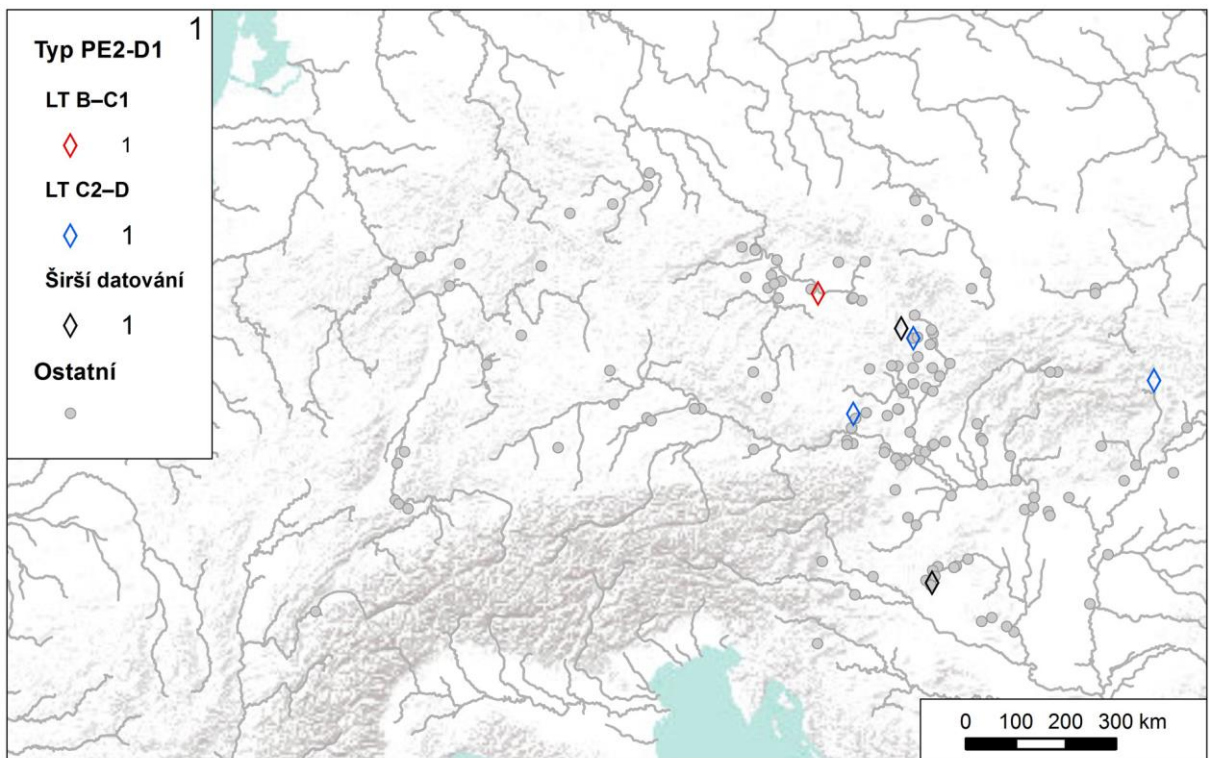 1
Typ PE2-D1
LT B–C1
1
LT C2–D
1
Širší datování
1
Ostatní
0 100 200 300 km